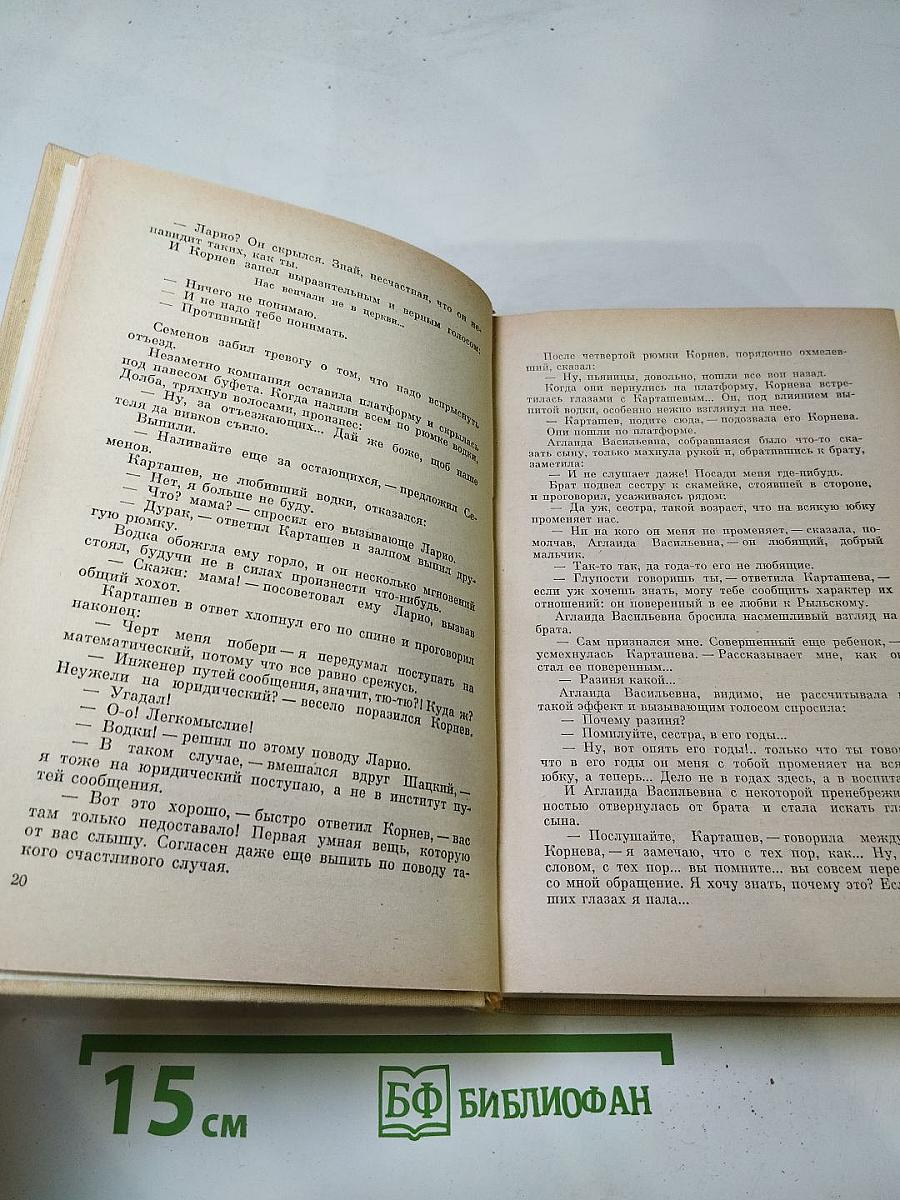 — Ларио? Он скрылся. Знай, несчастная, что он не-
навидит таких, как ты.
И Корнев запел выразительным и верным голосом:
Нас венчали не в церкви...
— Ничего не понимаю.
— И не надо тебе понимать.
— Противный!
Семенов забил тревогу о том, что надо вспрыснуть
отъезд.
Незаметно компания оставила платформу и скрылась
под навесом буфета. Когда налили всем по рюмке водки,
Долба, тряхнув волосами, произнес:
— Ну, за отъезжающих... Дай же боже, щоб наше
теля да вивков съило.
Выпили.
— Наливайте еще за остающихся, — предложил Се-
менов.
Карташев, не любивший водки, отказался:
— Нет, я больше не буду.
— Что? мама? — спросил его вызывающе Ларио.
— Дурак, — ответил Карташев и залпом выпил дру-
гую рюмку.
Водка обожгла ему горло, и он несколько мгновений
стоял, будучи не в силах произнести что-нибудь.
— Скажи: мама! — посоветовал ему Ларио, вызвав
общий хохот.
Карташев в ответ хлопнул его по спине и проговорил
наконец:
— Черт меня побери — я передумал поступать на
математический, потому что все равно срежусь.
— Инженер путей сообщения, значит, тю-тю?! Куда ж?
Неужели на юридический? — весело поразился Корнев.
— Угадал!
— О-о! Легкомыслие!
— Водки! — решил по этому поводу Ларио.
— В таком случае, — вмешался вдруг Шацкий, —
я тоже на юридический поступаю, а не в институт пу-
тей сообщения.
— Вот это хорошо, — быстро ответил Корнев, — вас
там только недоставало! Первая умная вещь, которую
от вас слышу. Согласен даже еще выпить по поводу та-
кого счастливого случая.
20
После четвертой рюмки Корнев, порядочно охмелев-
ший, сказал:
— Ну, пьяницы, довольно, пошли все вон назад.
Когда они вернулись на платформу, Корнева встре-
тилась глазами с Карташевым... Он, под влиянием вы-
питой водки, особенно нежно взглянул на нее.
— Карташев, подите сюда, — подозвала его Корнева.
Они пошли по платформе.
Аглаида Васильевна, собравшаяся было что-то ска-
зать сыну, только махнула рукой и, обратившись к брату,
заметила:
— И не слушает даже! Посади меня где-нибудь.
Брат подвел сестру к скамейке, стоявшей в стороне,
и проговорил, усаживаясь рядом:
— Да уж, сестра, такой возраст, что на всякую юбку
променяет нас.
— Ни на кого он меня не променяет, — сказала, по-
молчав, Аглаида Васильевна, — он любящий, добрый
мальчик.
— Так-то так, да года-то его не любящие.
— Глупости говоришь ты, — ответила Карташева, —
если уж хочешь знать, могу тебе сообщить характер их
отношений: он поверенный в ее любви к Рыльскому.
Аглаида Васильевна бросила насмешливый взгляд на
брата.
— Сам признался мне. Совершенный еще ребенок, —
усмехнулась Карташева. — Рассказывает мне, как он
стал ее поверенным...
— Разиня какой...
Аглаида Васильевна, видимо, не рассчитывала
такой эффект и вызывающим голосом спросила:
— Почему разиня?
— Помилуйте, сестра, в его годы...
— Ну, вот опять его годы!.. только что ты гово
что в его годы он меня с тобой променяет на вся
юбку, а теперь... Дело не в годах здесь, а в воспита
И Аглаида Васильевна с некоторой пренебрежи
ностью отвернулась от брата и стала искать гла
сына.
— Послушайте, Карташев, — говорила между
Корнева, — я замечаю, что с тех пор, как... Ну,
словом, с тех пор... вы помните... вы совсем пере
со мной обращение. Я хочу знать, почему это? Есл
ших глазах я пала...
15 см
БФ БИБЛИОФАН